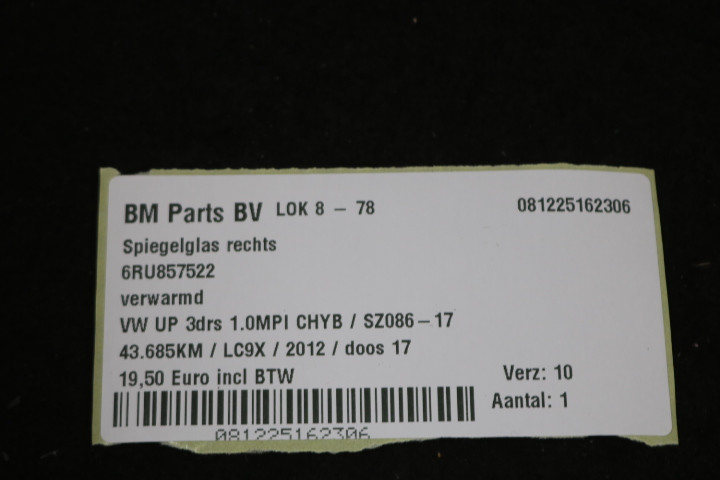 BM Parts BV LOK 8 - 78 081225162306
Spiegelglas rechts
6RU857522
verwarmd
VW UP 3drs 1.0MPI CHYB / SZ086-17
43.685KM / LC9X / 2012 / doos 17
19,50 Euro incl BTW Verz: 10
Aantal: 1
081225162306